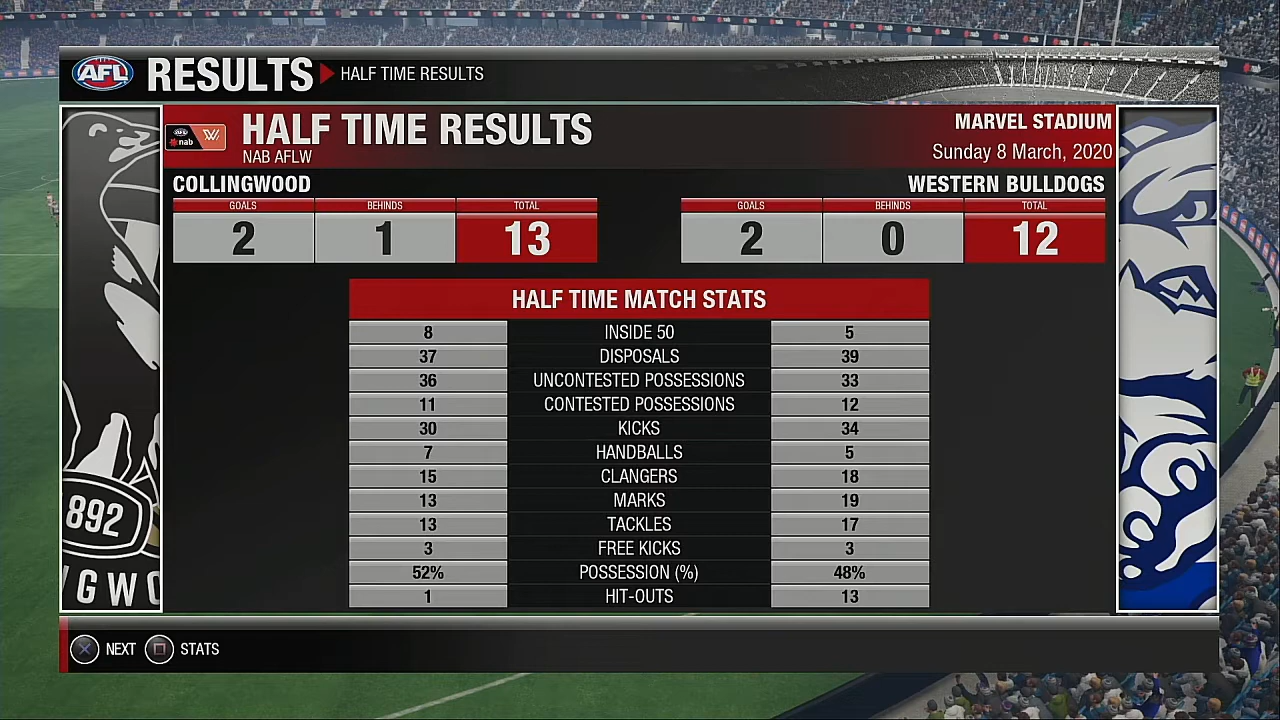 AFL RESULTS HALF TIME RESULTS
AFL nab W HALF TIME RESULTS
NAB AFLW
MARVEL STADIUM
Sunday 8 March, 2020
COLLINGWOOD
GOALS BEHINDS TOTAL
2 1 13
WESTERN BULLDOGS
GOALS BEHINDS TOTAL
2 0 12
HALF TIME MATCH STATS
8 INSIDE 50 5
37 DISPOSALS 39
36 UNCONTESTED POSSESSIONS 33
11 CONTESTED POSSESSIONS 12
30 KICKS 34
7 HANDBALLS 5
15 CLANGERS 18
13 MARKS 19
13 TACKLES 17
3 FREE KICKS 3
52% POSSESSION (%) 48%
1 HIT-OUTS 13
892
NGWO
NEXT STATS